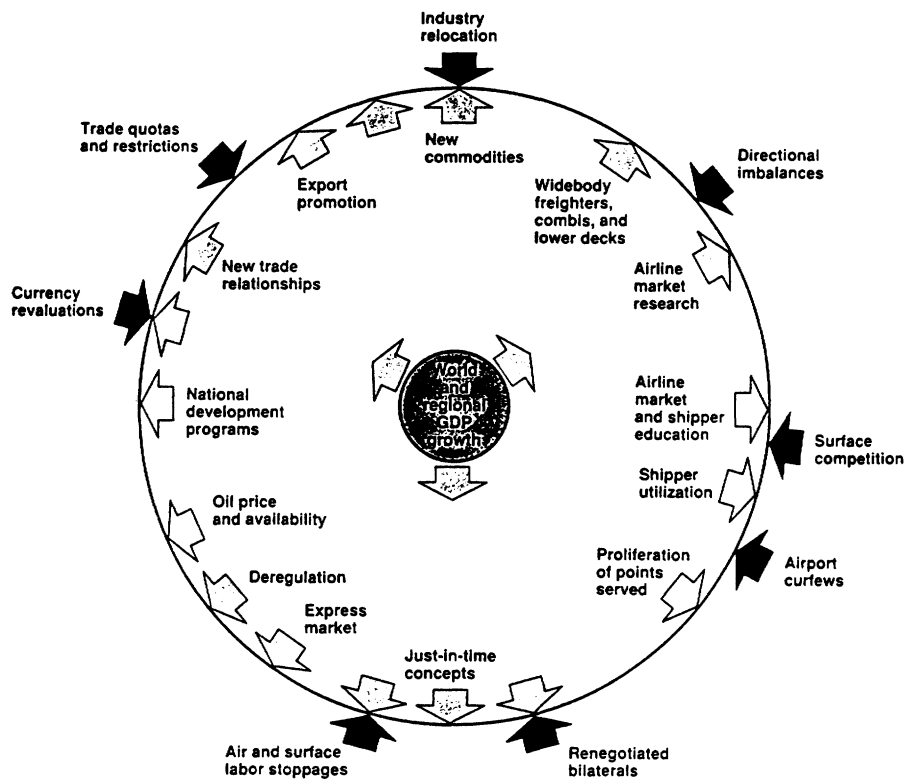 Industry
relocation
Trade quotas
and restrictions
New
commodities
Directional
imbalances
Export
promotion
Widebody
freighters,
combis, and
lower decks
New trade
relationships
Airline
market
research
Currency
revaluations
World
and
regional
GDP
growth
National
development
programs
Airline
market
and shipper
education
Surface
competition
Shipper
utilization
Oil price
and availability
Proliferation
of points
served
Airport
curfews
Deregulation
Express
market
Just-in-time
concepts
Air and surface
labor stoppages
Renegotiated
bilaterals